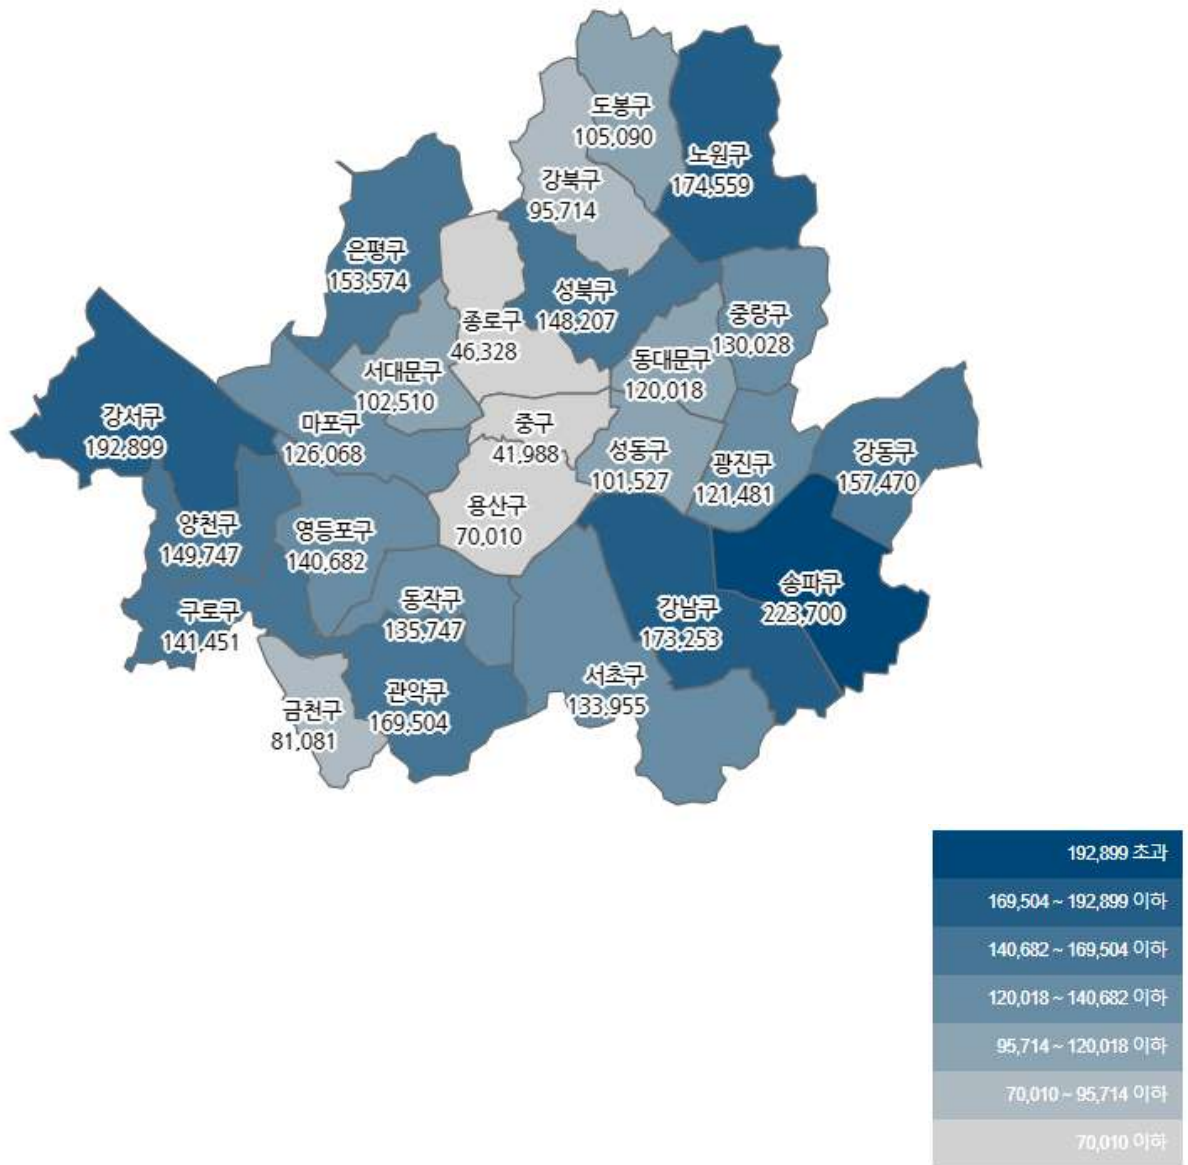 도봉구
105,090
노원구
174,559
강북구
95,714
은평구
153,574
성북구
148,207
중랑구
130,028
종로구
46,328
동대문구
120,018
서대문구
102,510
강서구
192,899
마포구
126,068
중구
41,988
성동구
101,527
광진구
121,481
강동구
157,470
양천구
149,747
영등포구
140,682
용산구
70,010
구로구
141,451
동작구
135,747
강남구
173,253
송파구
223,700
서초구
133,955
관악구
169,504
금천구
81,081
192,899 초과
169,504 ~ 192,899 이하
140,682 ~ 169,504 이하
120,018 ~ 140,682 이하
95,714 ~ 120,018 이하
70,010 ~ 95,714 이하
70,010 이하